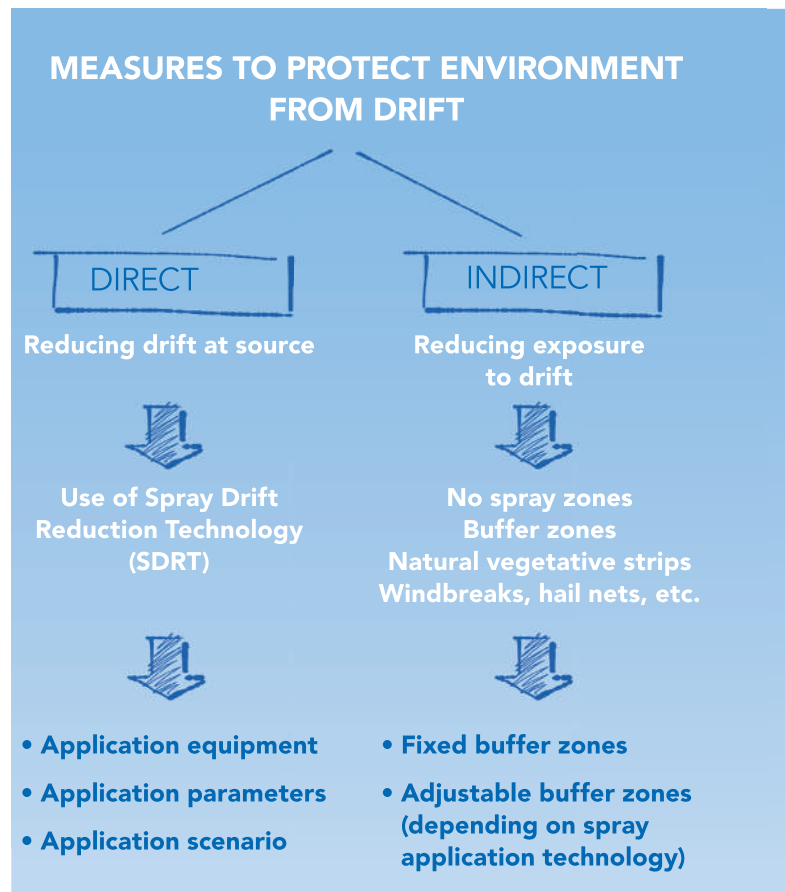 MEASURES TO PROTECT ENVIRONMENT
FROM DRIFT
DIRECT
Reducing drift at source
Use of Spray Drift
Reduction Technology
(SDRT)
• Application equipment
• Application parameters
• Application scenario
INDIRECT
Reducing exposure
to drift
No spray zones
Buffer zones
Natural vegetative strips
Windbreaks, hail nets, etc.
• Fixed buffer zones
• Adjustable buffer zones
(depending on spray
application technology)